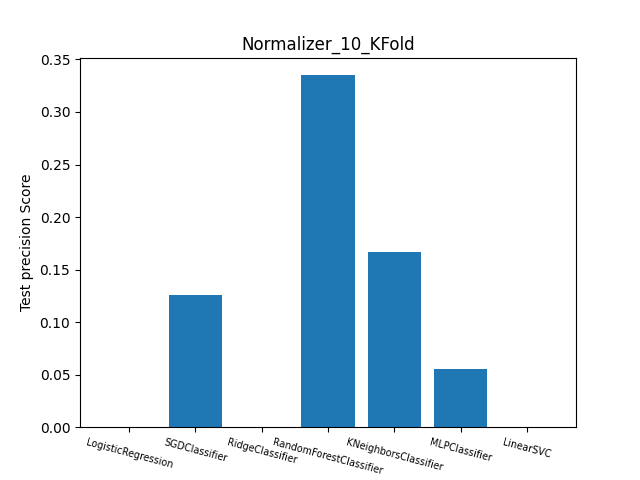 Normalizer_10_KFold
Test precision Score
0.35
0.30
0.25
0.20
0.15
0.10
0.05
0.00
LogisticRegression
SGDClassifier
RidgeClassifier
RandomForestClassifier
KNeighborsClassifier
MLPClassifier
LinearSVC